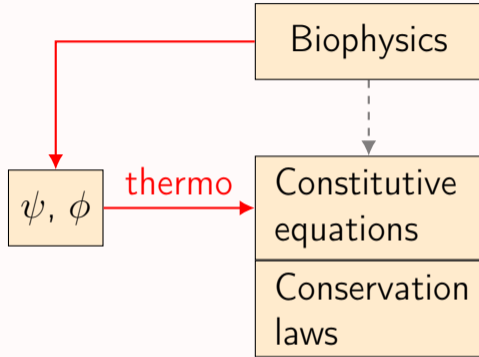 Biophysics
thermo
ψ, ϕ
Constitutive
equations
Conservation
laws